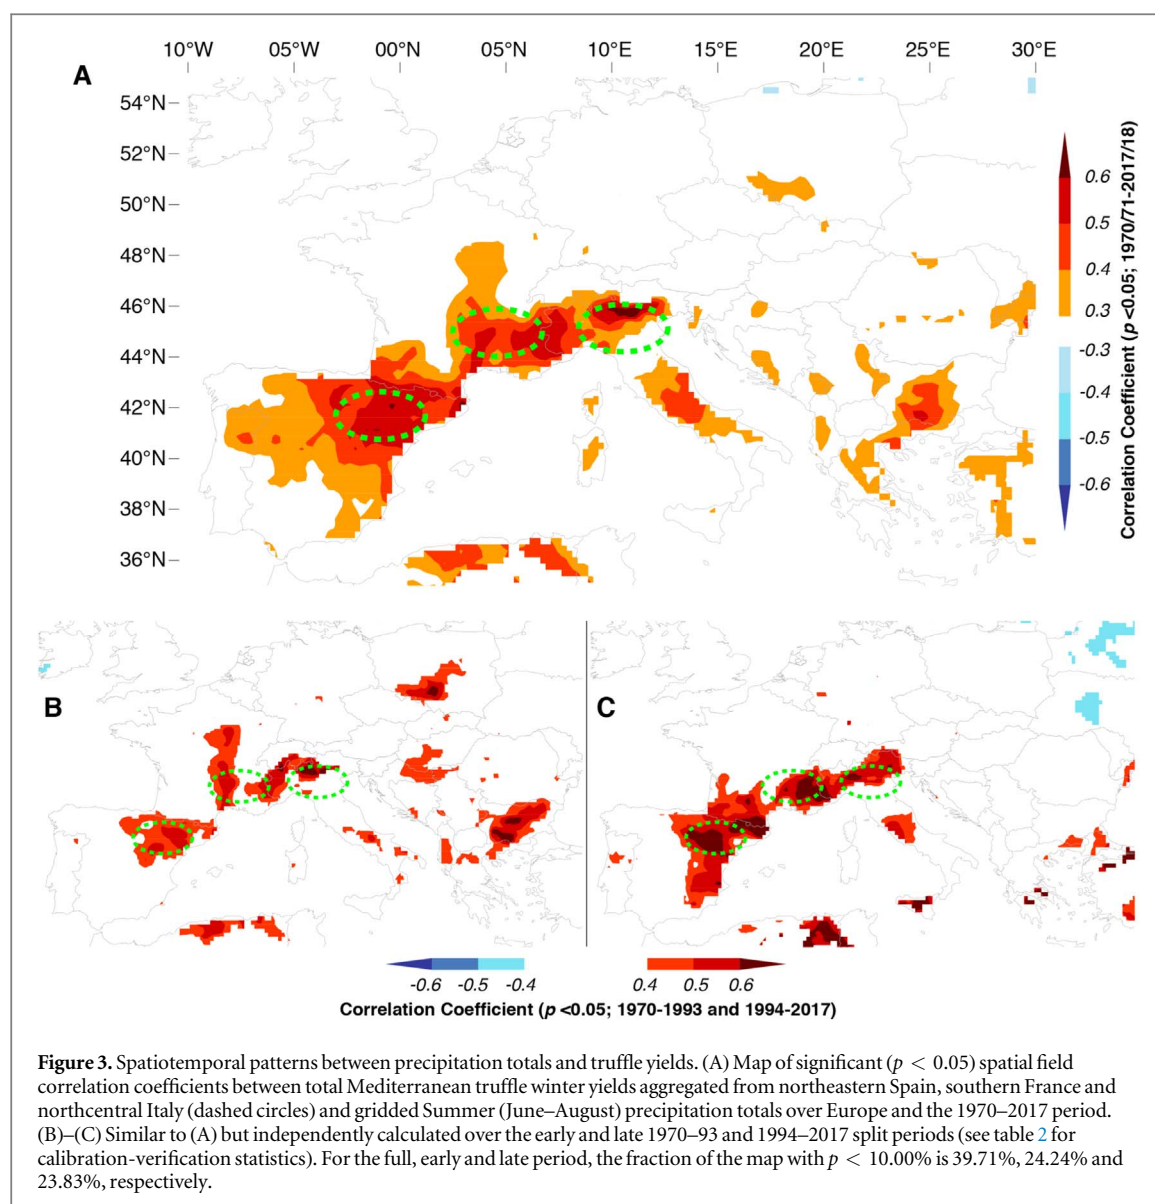 10°W 05°W 00°N 05°E 10°E 15°E 20°E 25°E 30°E
A
54°N
52°N
50°N
48°N
46°N
44°N
42°N
40°N
38°N
36°N
0.6
0.5
0.4
0.3
-0.3
-0.4
-0.5
-0.6
Correlation Coefficient (p <0.05; 1970/71-2017/18)
B
C
-0.6 -0.5 -0.4
0.4 0.5 0.6
Correlation Coefficient (p <0.05; 1970-1993 and 1994-2017)
Figure 3. Spatiotemporal patterns between precipitation totals and truffle yields. (A) Map of significant (p < 0.05) spatial field
correlation coefficients between total Mediterranean truffle winter yields aggregated from northeastern Spain, southern France and
northcentral Italy (dashed circles) and gridded Summer (June–August) precipitation totals over Europe and the 1970–2017 period.
(B)–(C) Similar to (A) but independently calculated over the early and late 1970–93 and 1994–2017 split periods (see table 2 for
calibration-verification statistics). For the full, early and late period, the fraction of the map with p < 10.00% is 39.71%, 24.24% and
23.83%, respectively.